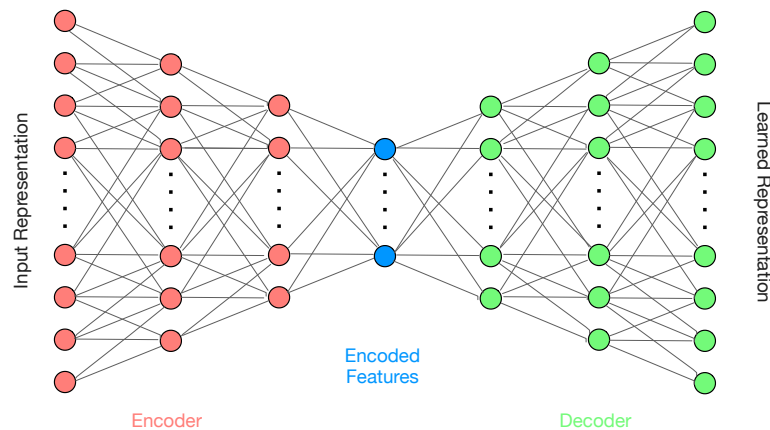 Input Representation
Learned Representation
Encoded
Features
Encoder
Decoder